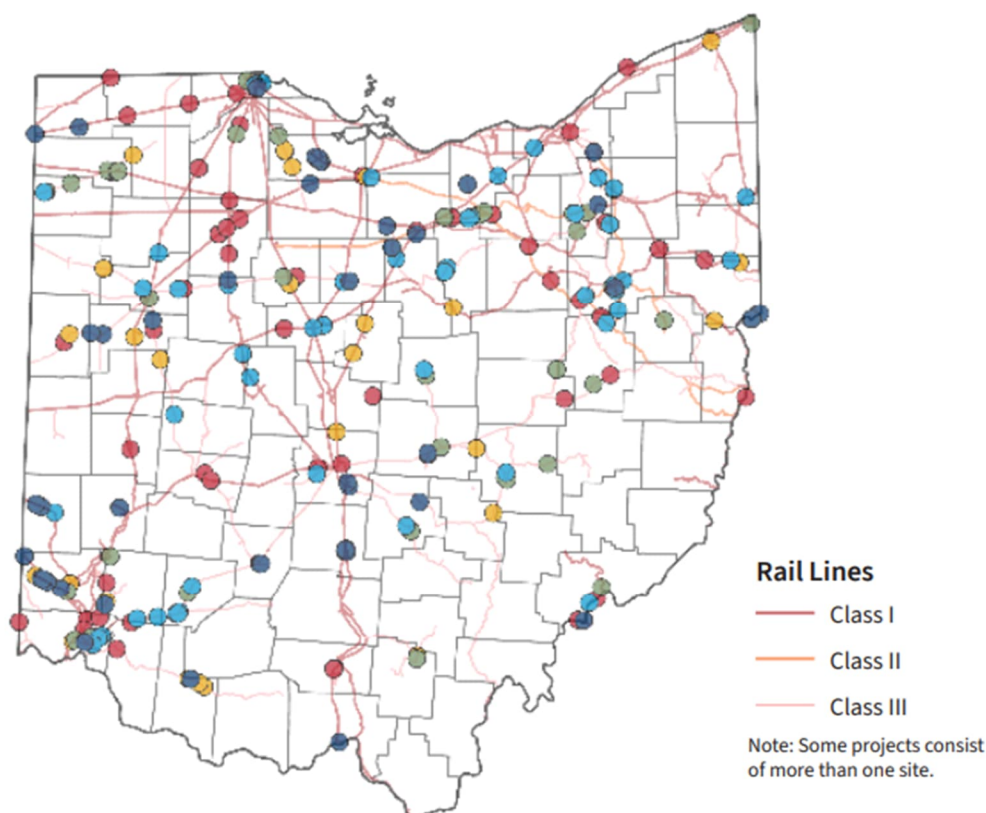 Rail Lines
Class I
Class II
Class III
Note: Some projects consist
of more than one site.